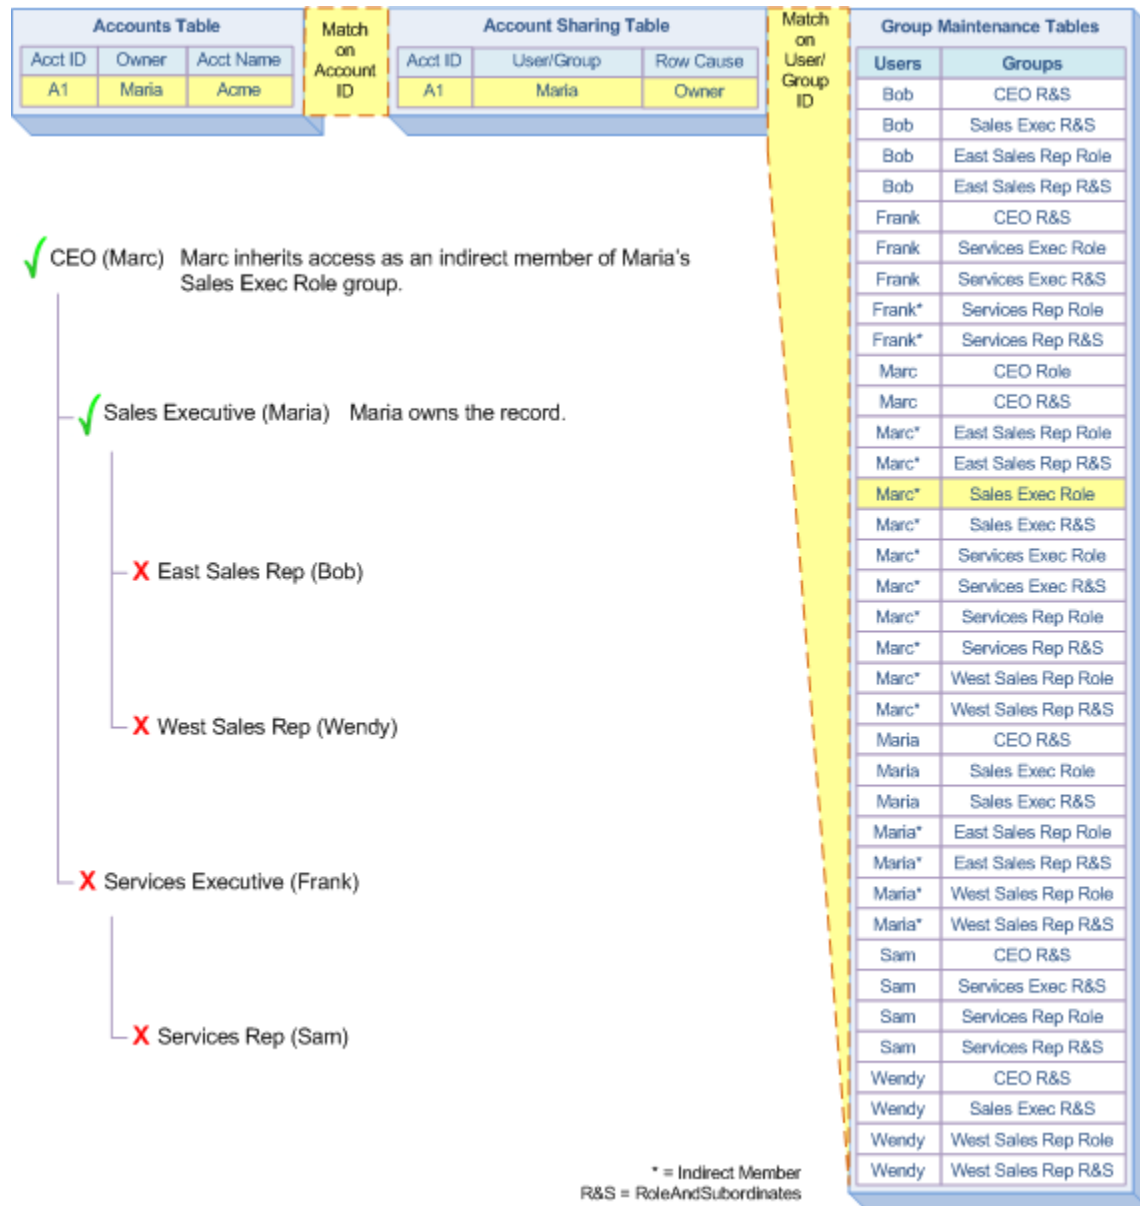 Accounts Table
Acct ID Owner Acct Name
A1 Maria Acme
Match
on
Account
ID
Account Sharing Table
Acct ID User/Group Row Cause
A1 Maria Owner
Match
on
User/
Group
ID
Group Maintenance Tables
Users Groups
Bob CEO R&S
Bob Sales Exec R&S
Bob East Sales Rep Role
Bob East Sales Rep R&S
Frank CEO R&S
Frank Services Exec Role
Frank Services Exec R&S
Frank* Services Rep Role
Frank* Services Rep R&S
Marc CEO Role
Marc CEO R&S
Marc* East Sales Rep Role
Marc* East Sales Rep R&S
Marc* Sales Exec Role
Marc* Sales Exec R&S
Marc* Services Exec Role
Marc* Services Exec R&S
Marc* Services Rep Role
Marc* Services Rep R&S
Marc* West Sales Rep Role
Marc* West Sales Rep R&S
Maria CEO R&S
Maria Sales Exec Role
Maria Sales Exec R&S
Maria* East Sales Rep Role
Maria* East Sales Rep R&S
Maria* West Sales Rep Role
Maria* West Sales Rep R&S
Sam CEO R&S
Sam Services Exec R&S
Sam Services Rep Role
Sam Services Rep R&S
Wendy CEO R&S
Wendy Sales Exec R&S
Wendy West Sales Rep Role
Wendy West Sales Rep R&S
CEO (Marc) Marc inherits access as an indirect member of Maria's
Sales Exec Role group.
Sales Executive (Maria) Maria owns the record.
X East Sales Rep (Bob)
X West Sales Rep (Wendy)
X Services Executive (Frank)
X Services Rep (Sam)
* = Indirect Member
R&S = RoleAndSubordinates